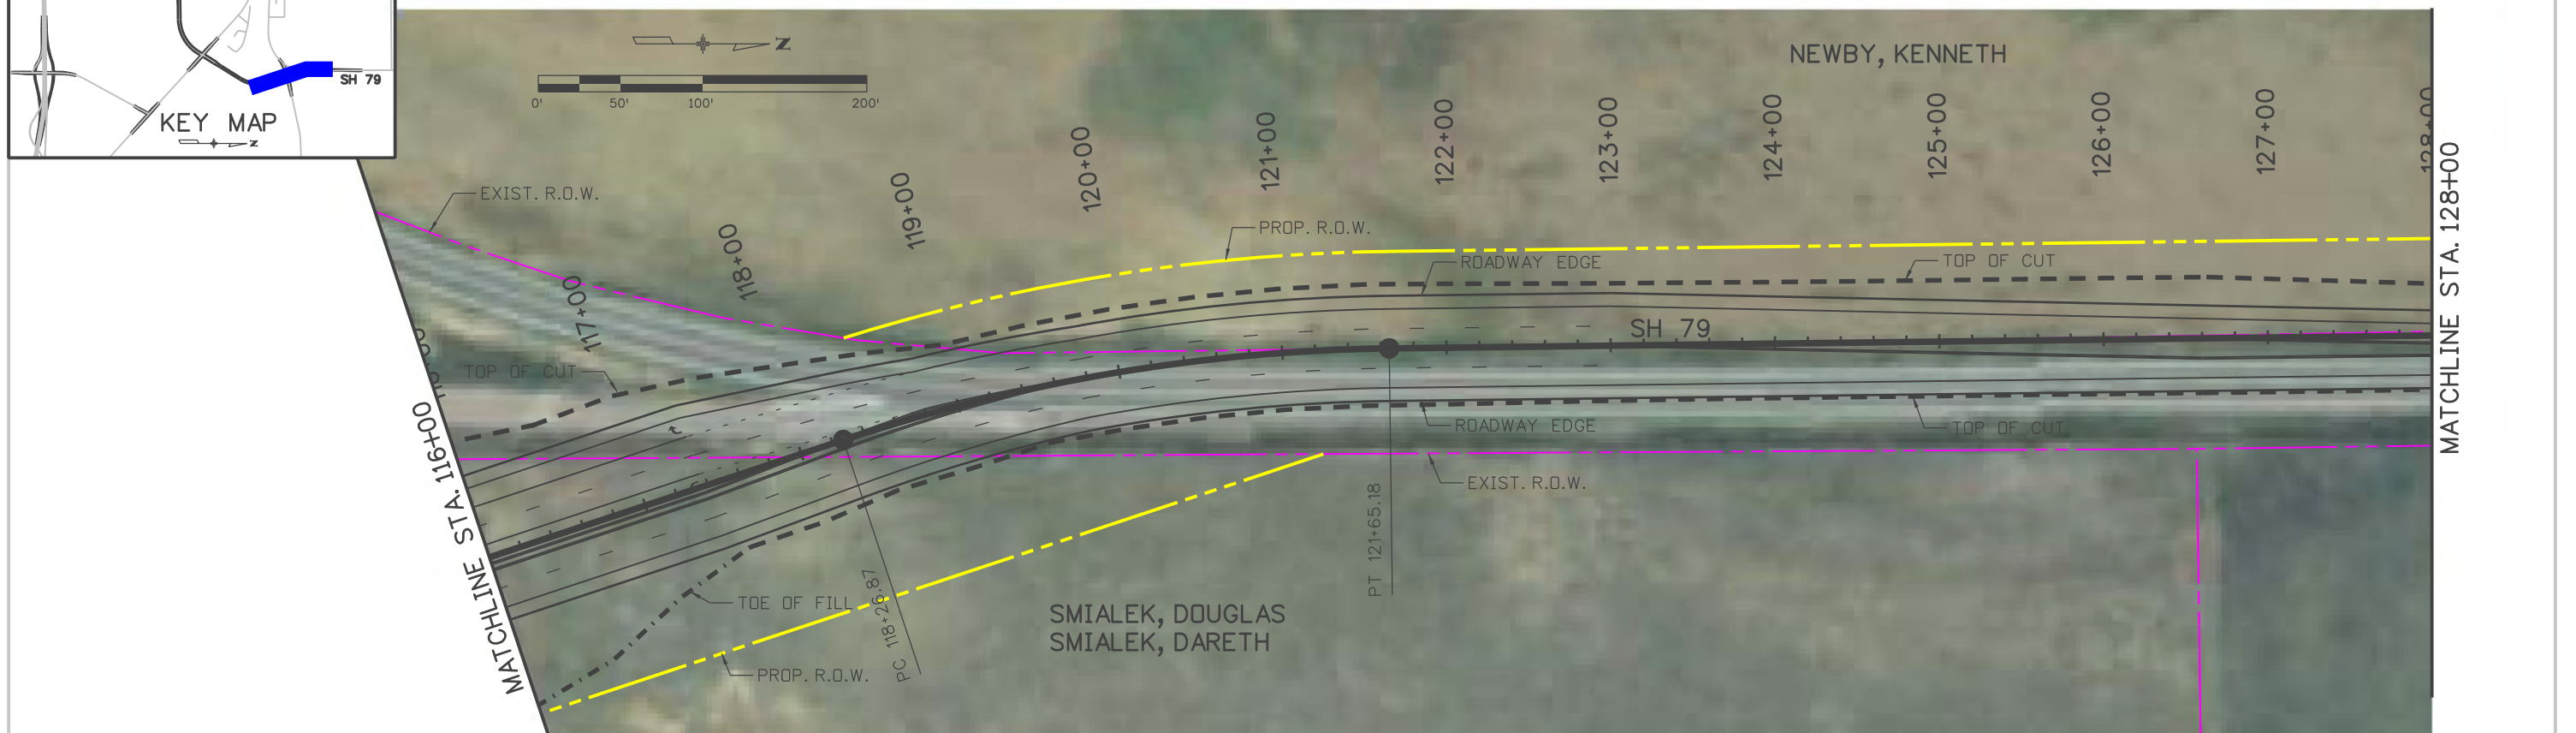 SH 79
KEY MAP
Z
Z
0'
50'
100'
200'
NEWBY, KENNETH
EXIST. R.O.W.
117+00
118+00
119+00
120+00
121+00
122+00
123+00
124+00
125+00
126+00
127+00
128+00
PROP. R.O.W.
ROADWAY EDGE
TOP OF CUT
SH 79
TOP OF CUT
ROADWAY EDGE
TOP OF CUT
EXIST. R.O.W.
MATCHLINE STA. 116+00
MATCHLINE STA. 128+00
TOE OF FILL
PROP. R.O.W.
PC 118+26.87
PT 121+65.18
SMIALEK, DOUGLAS
SMIALEK, DARETH